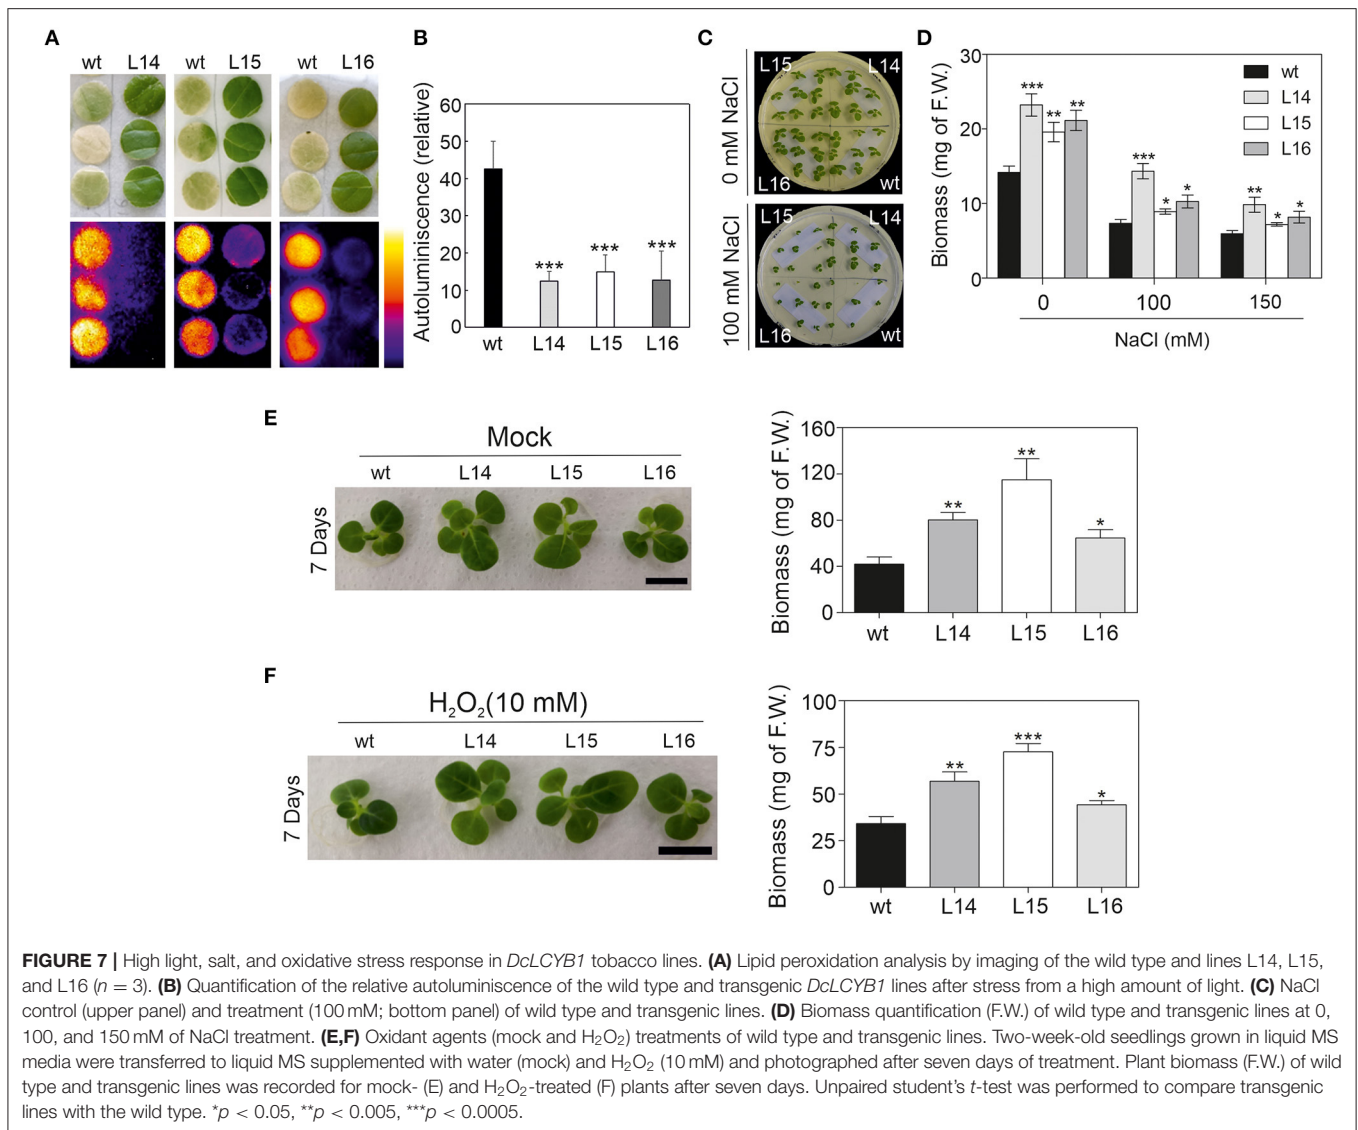 A
wt L14 wt L15 wt L16
B
Autoluminiscence (relative)
60
50
40
30
20
10
0
*** *** ***
wt L14 L15 L16
C
0 mM NaCl
L15 L14
L16 wt
100 mM NaCl
L15 L14
L16 wt
D
Biomass (mg of F.W.)
30
20
10
0
*** ** **
*** * *
** * *
wt
L14
L15
L16
0 100 150
NaCl (mM)
E
Mock
wt L14 L15 L16
7 Days
Biomass (mg of F.W.)
160
120
80
40
0
** ** *
wt L14 L15 L16
F
H₂O₂(10 mM)
wt L14 L15 L16
7 Days
Biomass (mg of F.W.)
100
75
50
25
0
** *** *
wt L14 L15 L16
FIGURE 7 | High light, salt, and oxidative stress response in DcLCYB1 tobacco lines. (A) Lipid peroxidation analysis by imaging of the wild type and lines L14, L15,
and L16 (n = 3). (B) Quantification of the relative autoluminiscence of the wild type and transgenic DcLCYB1 lines after stress from a high amount of light. (C) NaCl
control (upper panel) and treatment (100 mM; bottom panel) of wild type and transgenic lines. (D) Biomass quantification (F.W.) of wild type and transgenic lines at 0,
100, and 150 mM of NaCl treatment. (E,F) Oxidant agents (mock and H₂O₂) treatments of wild type and transgenic lines. Two-week-old seedlings grown in liquid MS
media were transferred to liquid MS supplemented with water (mock) and H₂O₂ (10 mM) and photographed after seven days of treatment. Plant biomass (F.W.) of wild
type and transgenic lines was recorded for mock- (E) and H₂O₂-treated (F) plants after seven days. Unpaired student's t-test was performed to compare transgenic
lines with the wild type. *p < 0.05, **p < 0.005, ***p < 0.0005.